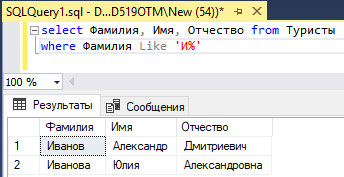 SQLQuery1.sql - D...D519OTM\New (54))*
select Фамилия, Имя, Отчество from Туристы
where Фамилия Like 'И%'
100 %
Результаты Сообщения
Фамилия Имя Отчество
1 Иванов Александр Дмитриевич
2 Иванова Юлия Александровна